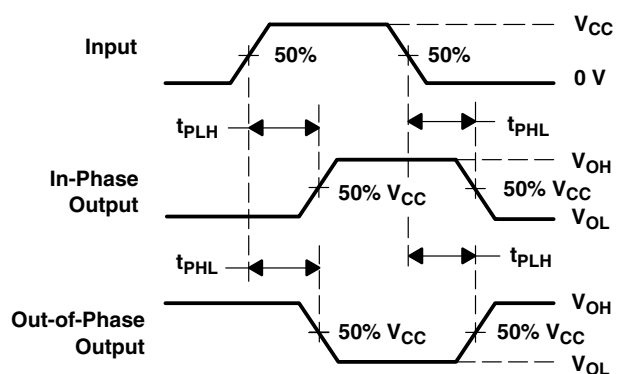 VCC
Input
50%
50%
0 V
tPLH
tPHL
VOH
In-Phase
Output
50% VCC
50% VCC
VOL
tPHL
tPLH
VOH
Out-of-Phase
Output
50% VCC
50% VCC
VOL